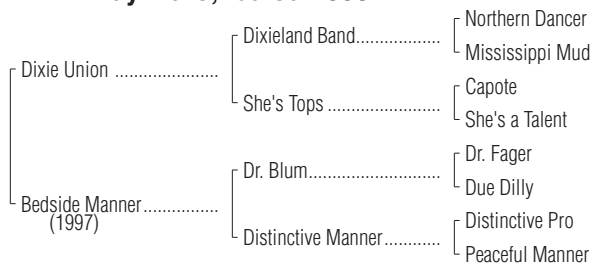 Northern Dancer
Dixieland Band..................
Mississippi Mud
Dixie Union ......................
Capote
She's Tops ........................
She's a Talent
Dr. Fager
Dr. Blum............................
Due Dilly
Bedside Manner................
(1997)
Distinctive Pro
Distinctive Manner............
Peaceful Manner